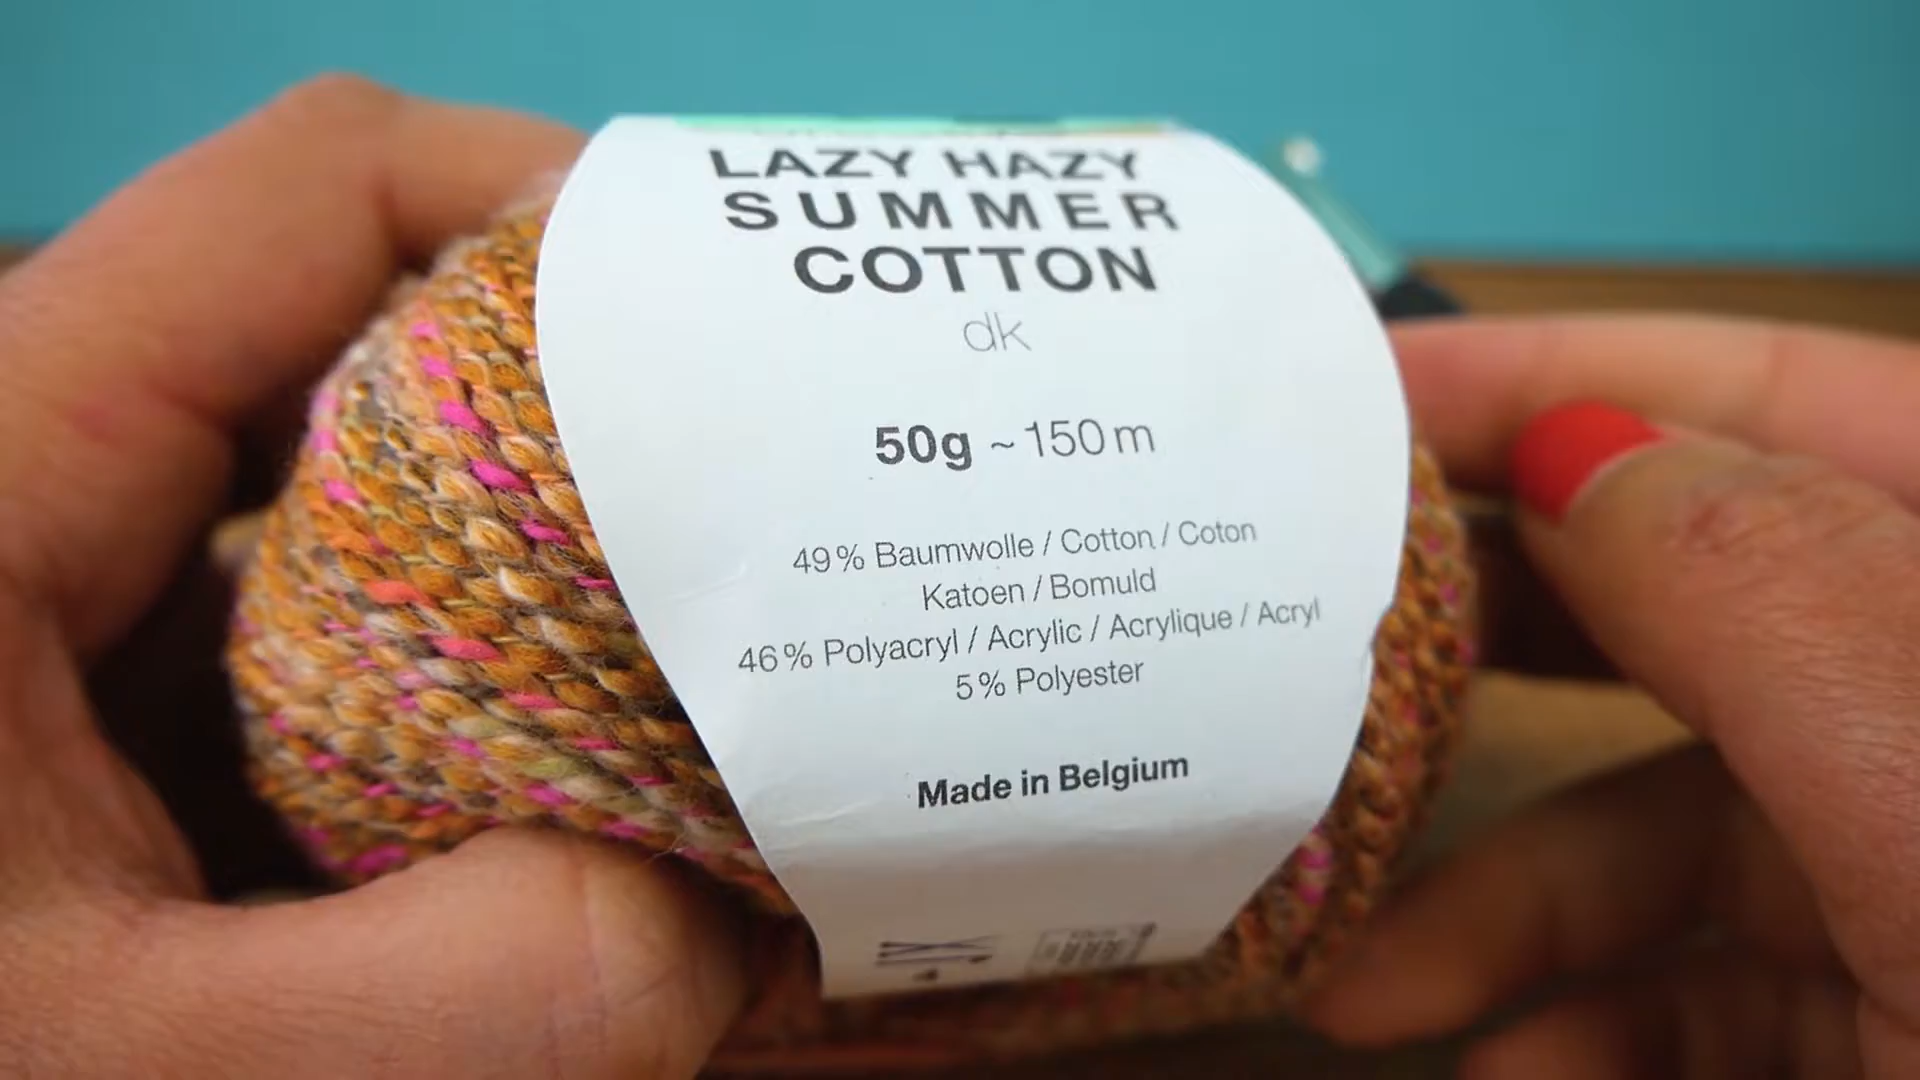 LAZY HAZY
SUMMER
COTTON
dk
50g ~ 150 m
49 % Baumwolle / Cotton / Coton
Katoen / Bomuld
46 % Polyacryl / Acrylic / Acrylique / Acryl
5 % Polyester
Made in Belgium